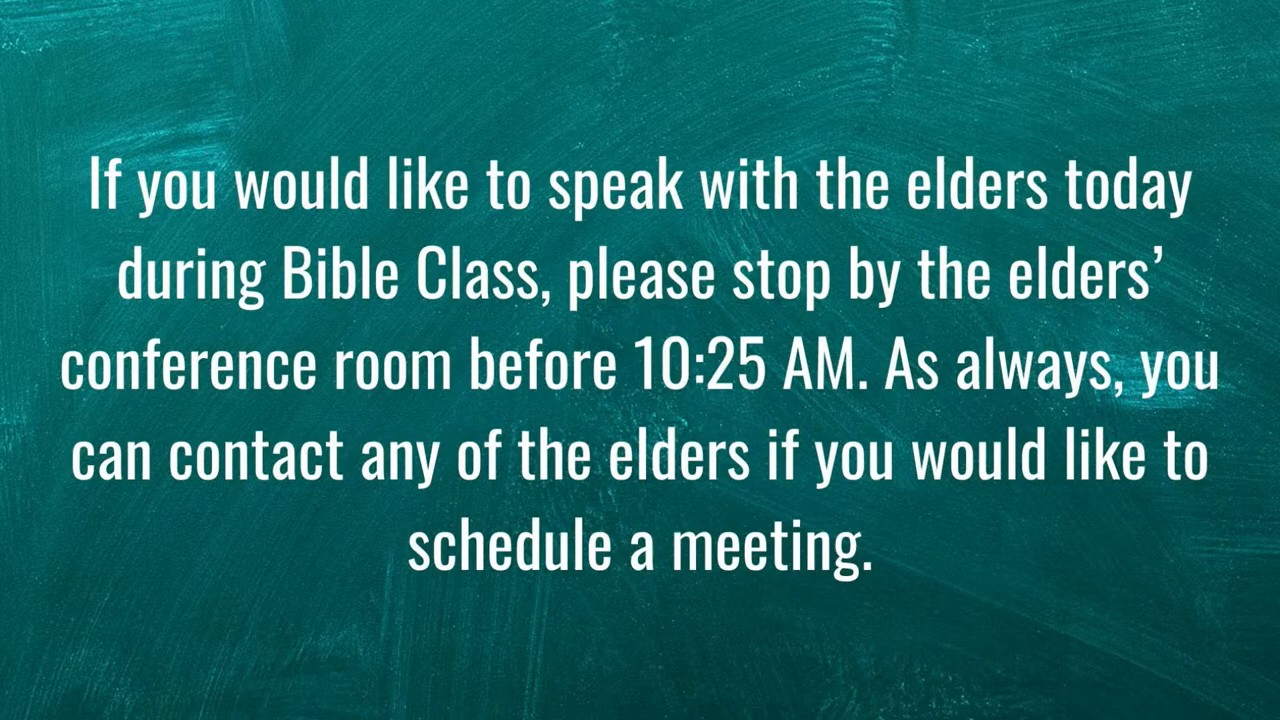 If you would like to speak with the elders today
during Bible Class, please stop by the elders’
conference room before 10:25 AM. As always, you
can contact any of the elders if you would like to
schedule a meeting.